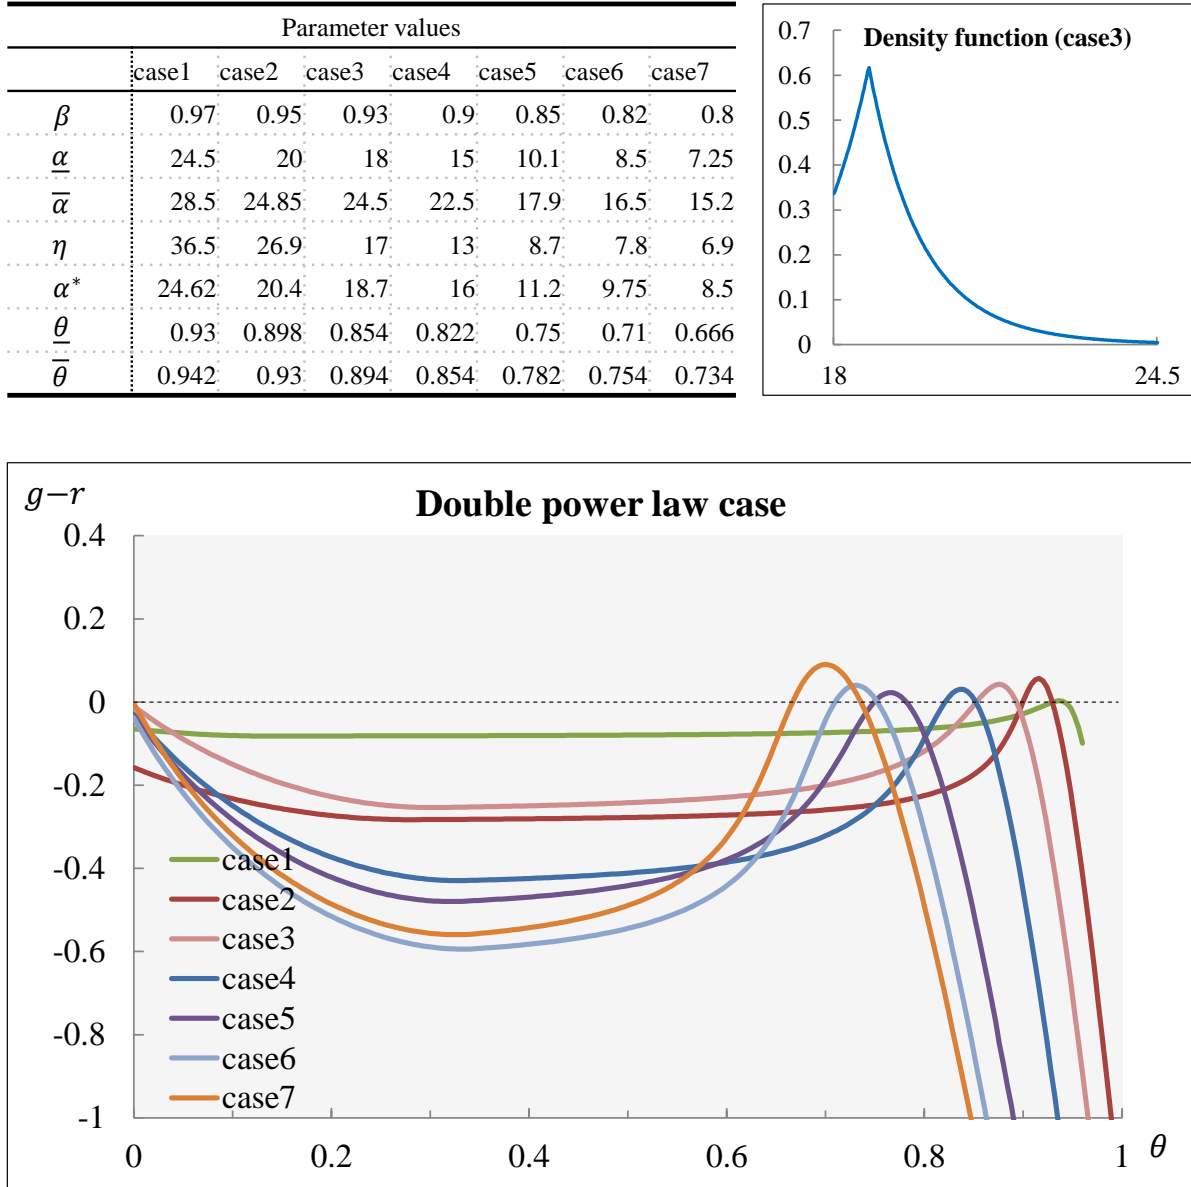 Parameter values
case1 case2 case3 case4 case5 case6 case7
β 0.97 0.95 0.93 0.9 0.85 0.82 0.8
α̲ 24.5 20 18 15 10.1 8.5 7.25
α̅ 28.5 24.85 24.5 22.5 17.9 16.5 15.2
η 36.5 26.9 17 13 8.7 7.8 6.9
α* 24.62 20.4 18.7 16 11.2 9.75 8.5
θ̲ 0.93 0.898 0.854 0.822 0.75 0.71 0.666
θ̅ 0.942 0.93 0.894 0.854 0.782 0.754 0.734
Density function (case3)
0.7
0.6
0.5
0.4
0.3
0.2
0.1
0
18 24.5
g−r
Double power law case
0.4
0.2
0
-0.2
-0.4
-0.6
-0.8
-1
case1
case2
case3
case4
case5
case6
case7
0 0.2 0.4 0.6 0.8 1 θ